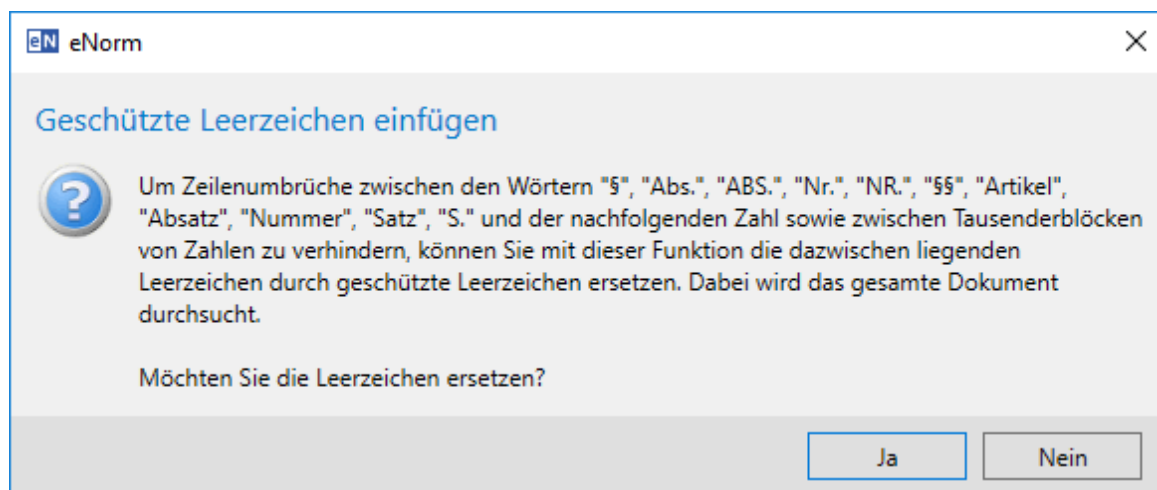 eN eNorm
Geschützte Leerzeichen einfügen
Um Zeilenumbrüche zwischen den Wörtern "§", "Abs.", "ABS.", "Nr.", "NR.", "§§", "Artikel",
"Absatz", "Nummer", "Satz", "S." und der nachfolgenden Zahl sowie zwischen Tausenderblöcken
von Zahlen zu verhindern, können Sie mit dieser Funktion die dazwischen liegenden
Leerzeichen durch geschützte Leerzeichen ersetzen. Dabei wird das gesamte Dokument
durchsucht.
Möchten Sie die Leerzeichen ersetzen?
Ja Nein